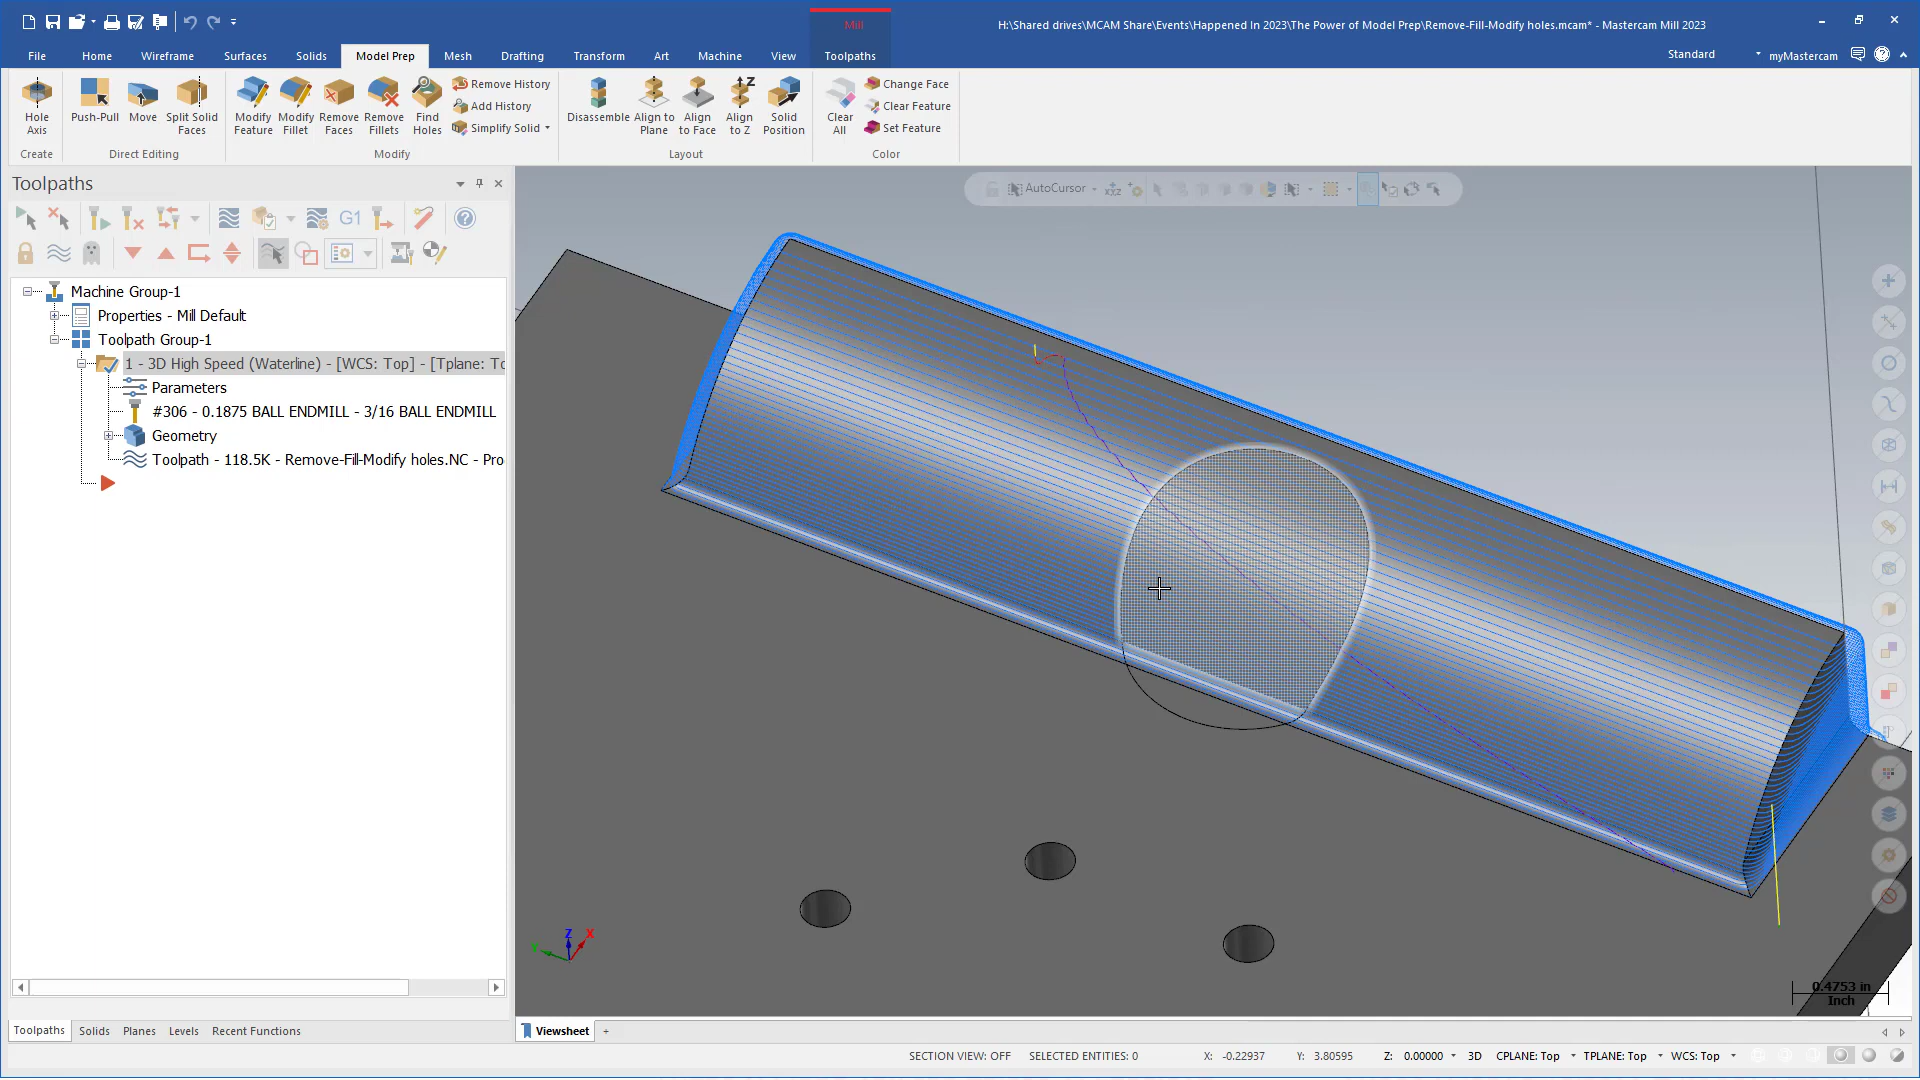 Mill
H:\Shared drives\MCAM Share\Events\Happened In 2023\The Power of Model Prep\Remove-Fill-Modify holes.mcam* - Mastercam Mill 2023
File Home Wireframe Surfaces Solids Model Prep Mesh Drafting Transform Art Machine View Toolpaths
Standard myMastercam
Hole Axis
Create
Push-Pull Move Split Solid Faces
Direct Editing
Modify Feature Modify Fillet Remove Faces Remove Fillets Find Holes
Remove History
Add History
Simplify Solid
Modify
Disassemble Align to Plane Align to Face Align to Z Solid Position
Layout
Clear All
Change Face
Clear Feature
Set Feature
Color
Toolpaths
G1
AutoCursor
Machine Group-1
Properties - Mill Default
Toolpath Group-1
1 - 3D High Speed (Waterline) - [WCS: Top] - [Tplane: To
Parameters
#306 - 0.1875 BALL ENDMILL - 3/16 BALL ENDMILL
Geometry
Toolpath - 118.5K - Remove-Fill-Modify holes.NC - Pro
Z X Y
0.4753 in
Inch
Toolpaths Solids Planes Levels Recent Functions
Viewsheet +
SECTION VIEW: OFF SELECTED ENTITIES: 0 X: -0.22937 Y: 3.80595 Z: 0.00000 3D CPLANE: Top TPLANE: Top WCS: Top